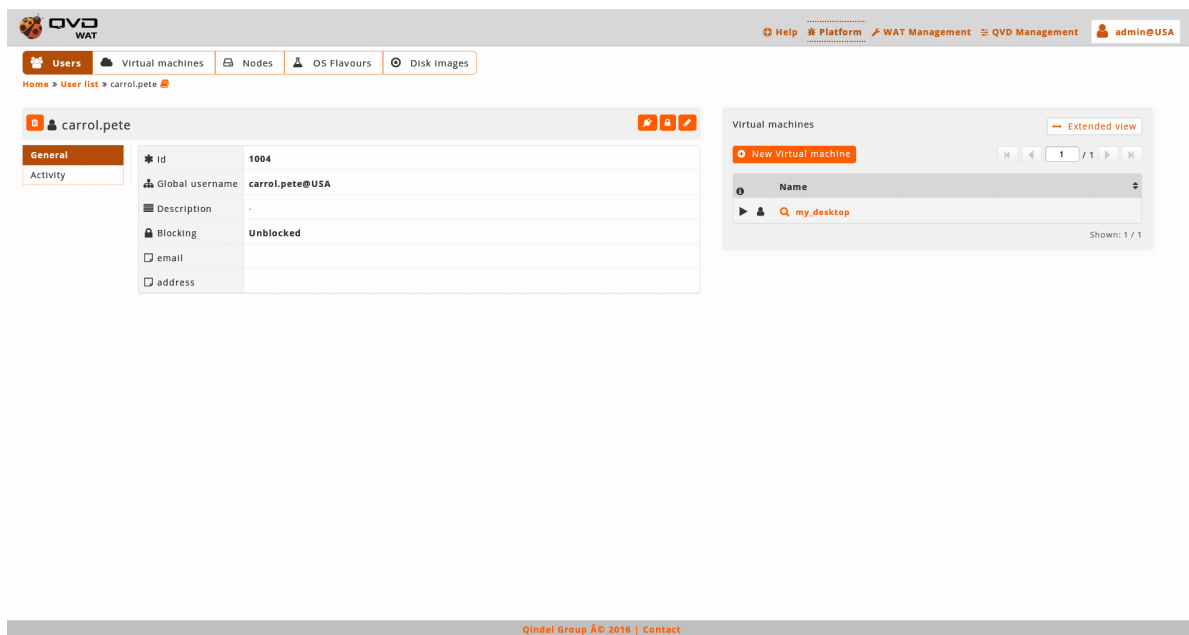 QVD
WAT
Help Platform WAT Management QVD Management admin@USA
Users Virtual machines Nodes OS Flavours Disk images
Home » User list » carrol.pete
carrol.pete
General
Activity
Id 1004
Global username carrol.pete@USA
Description -
Blocking Unblocked
email
address
Virtual machines
Extended view
New Virtual machine
1 / 1
Name
my_desktop
Shown: 1 / 1
Qindel Group Â© 2016 | Contact